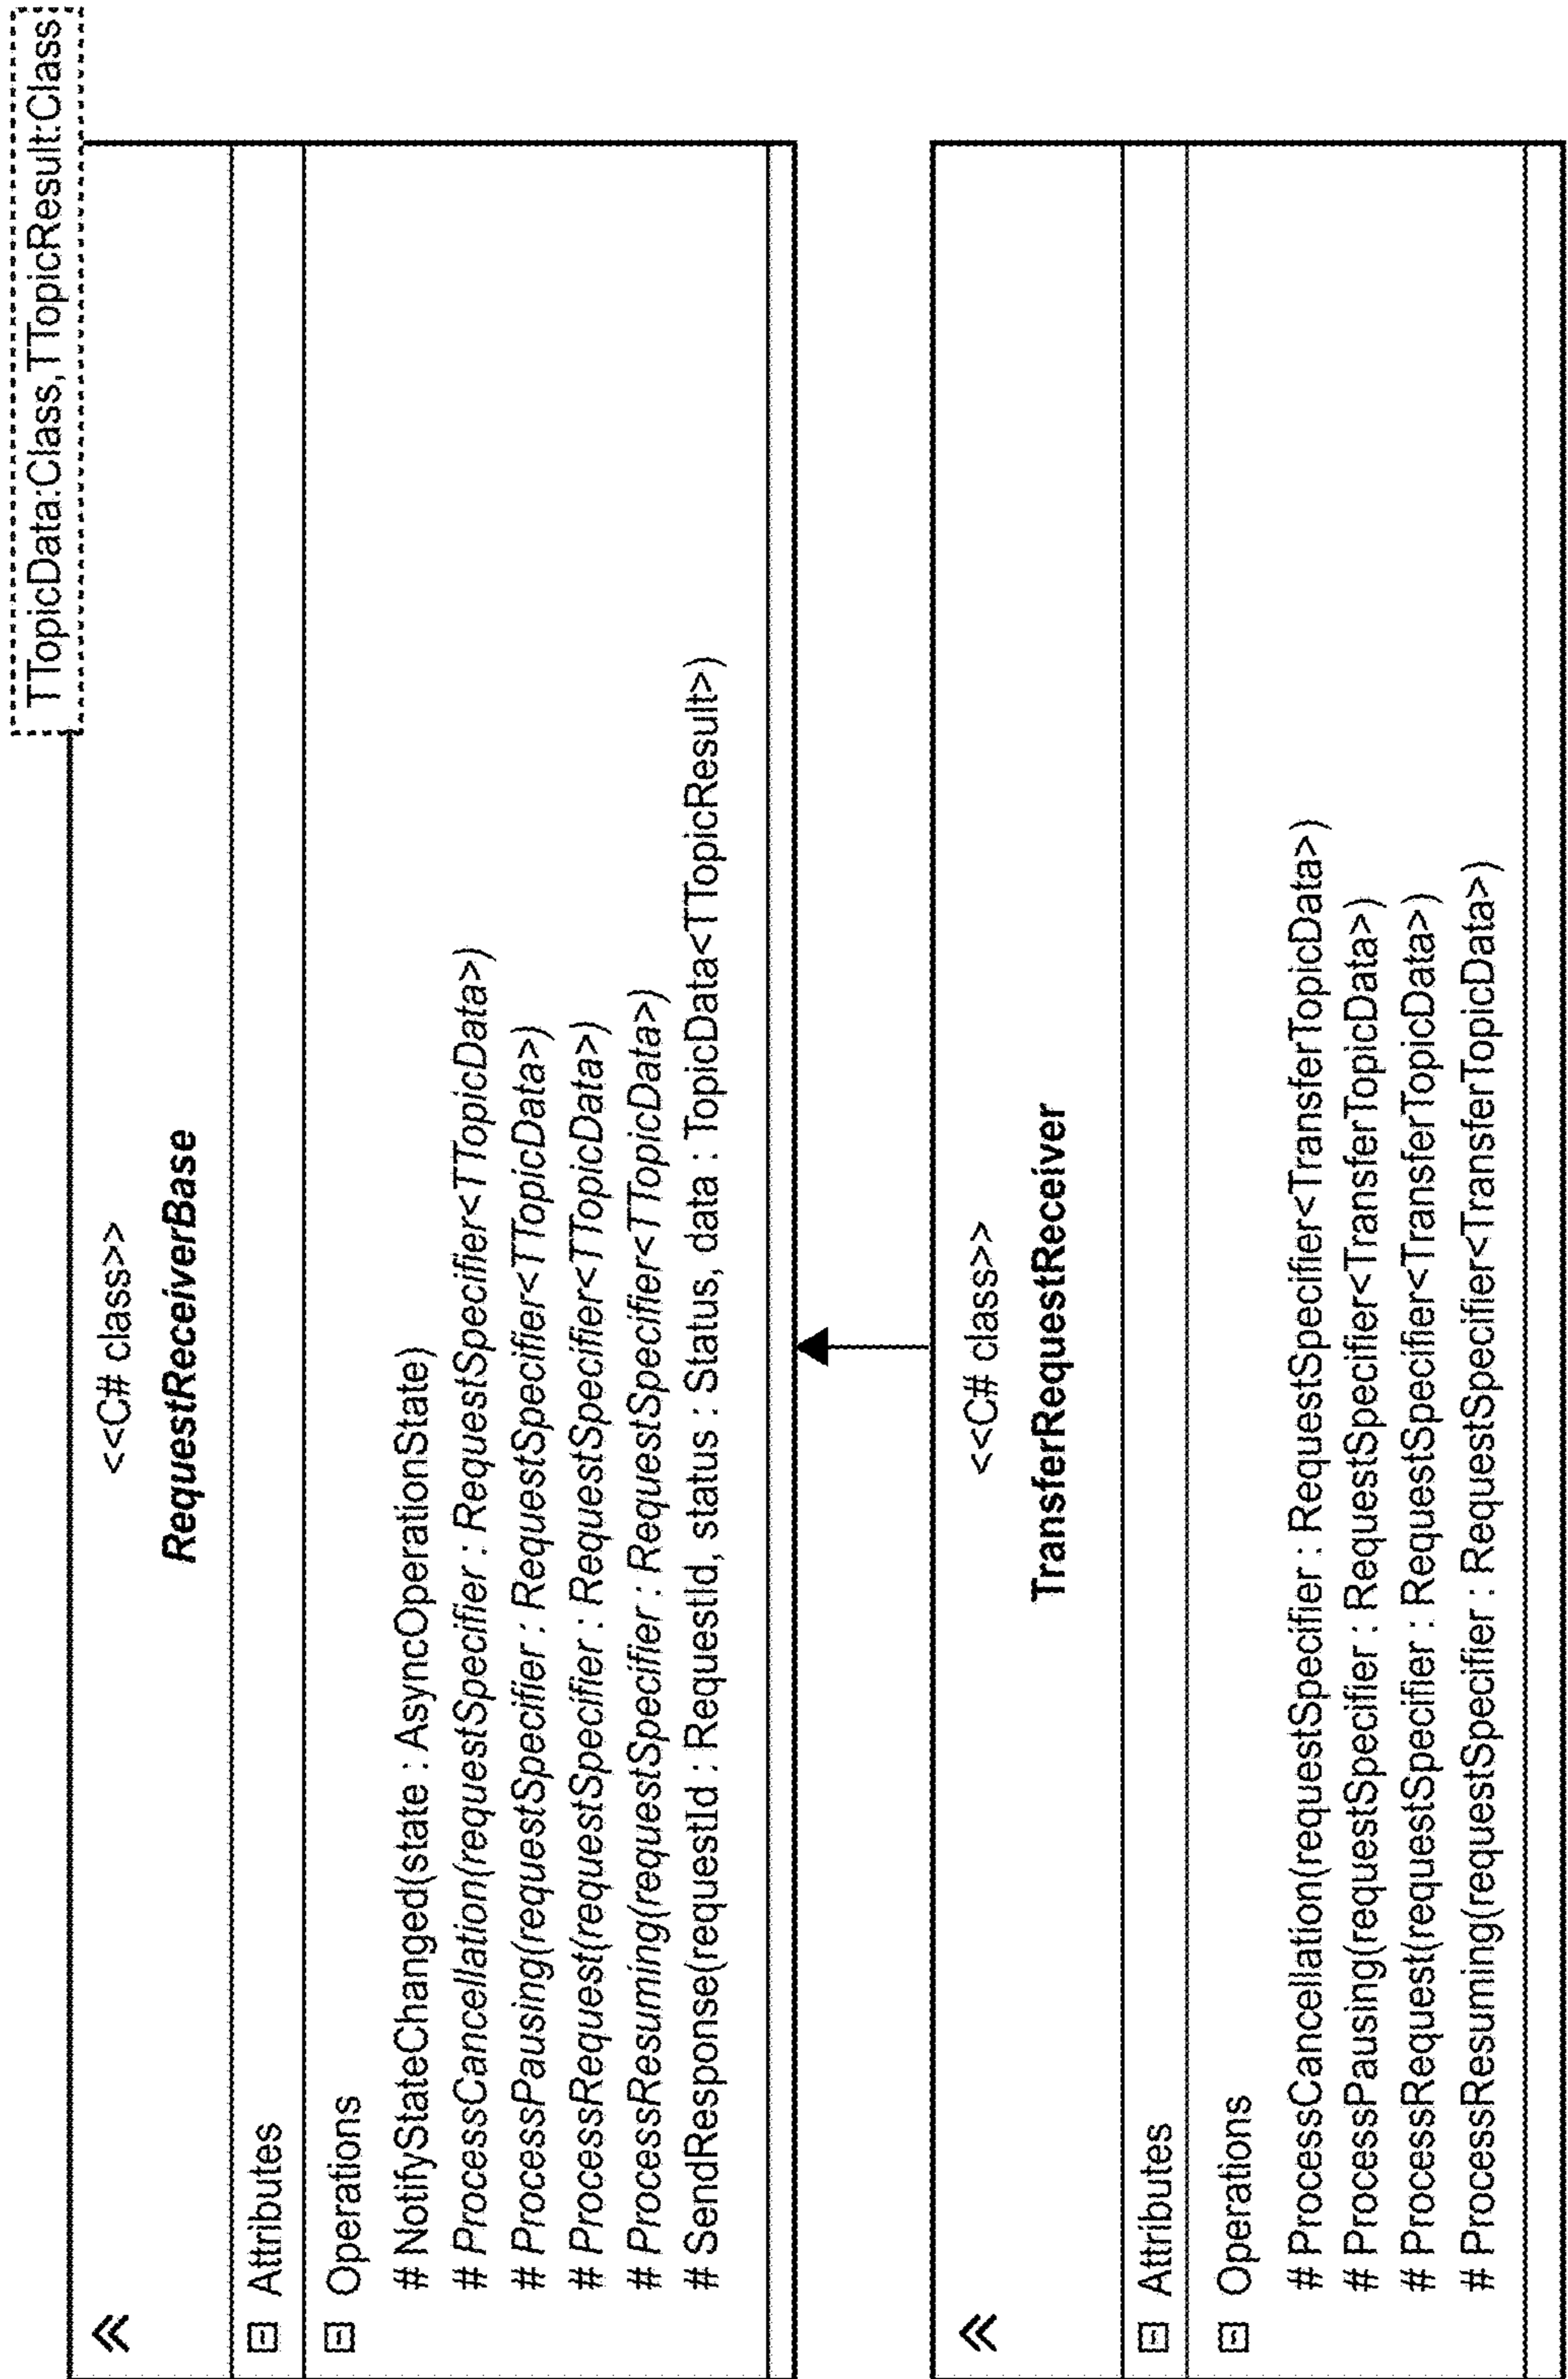 TTopicData:Class,TTopicResult:Class
<<C# class>>
RequestReceiverBase
Attributes
Operations
# NotifyStateChanged(state : AsyncOperationState)
# ProcessCancellation(requestSpecifier : RequestSpecifier<TTopicData>)
# ProcessPausing(requestSpecifier : RequestSpecifier<TTopicData>)
# ProcessRequest(requestSpecifier : RequestSpecifier<TTopicData>)
# ProcessResuming(requestSpecifier : RequestSpecifier<TTopicData>)
# SendResponse(requestId : RequestId, status : Status, data : TopicData<TTopicResult>)
<<C# class>>
TransferRequestReceiver
Attributes
Operations
# ProcessCancellation(requestSpecifier : RequestSpecifier<TransferTopicData>)
# ProcessPausing(requestSpecifier : RequestSpecifier<TransferTopicData>)
# ProcessRequest(requestSpecifier : RequestSpecifier<TransferTopicData>)
# ProcessResuming(requestSpecifier : RequestSpecifier<TransferTopicData>)